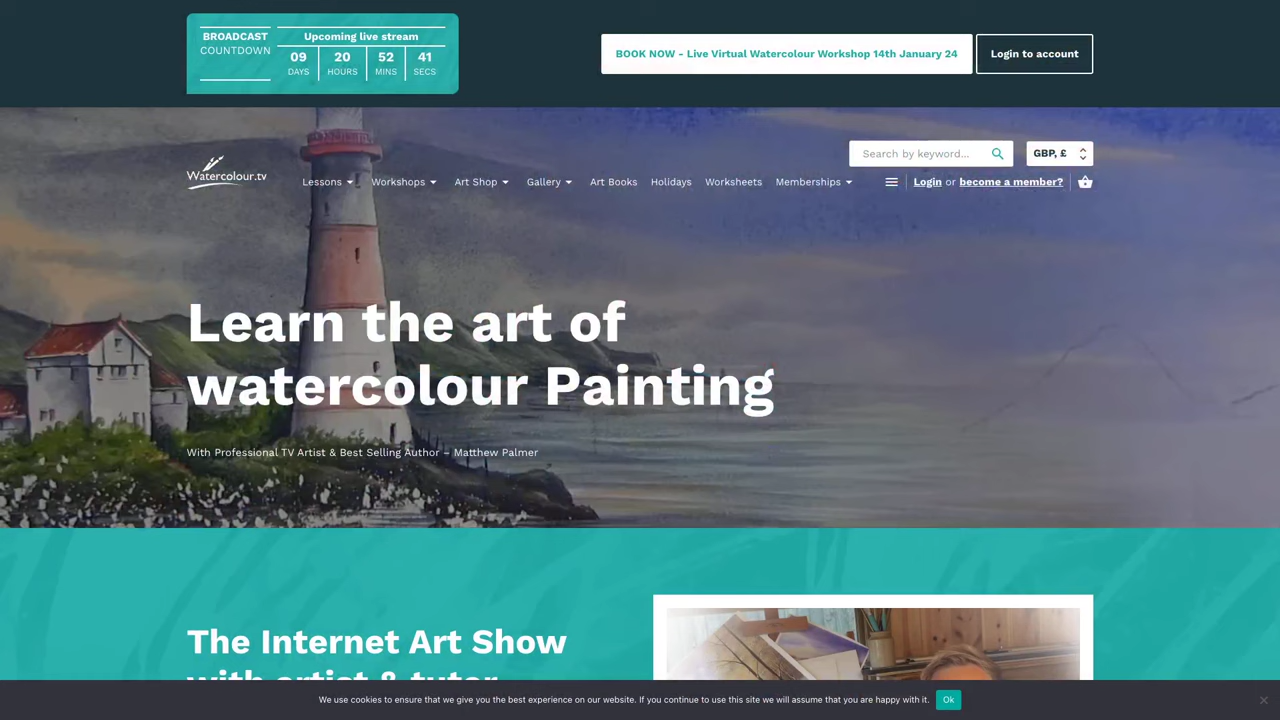 BROADCAST
COUNTDOWN
Upcoming live stream
09 20 52 41
DAYS HOURS MINS SECS
BOOK NOW - Live Virtual Watercolour Workshop 14th January 24
Login to account
Search by keyword...
GBP, £
Watercolour.tv
Lessons Workshops Art Shop Gallery Art Books Holidays Worksheets Memberships
Login or become a member?
Learn the art of
watercolour Painting
With Professional TV Artist & Best Selling Author – Matthew Palmer
The Internet Art Show
with artist & tutor
We use cookies to ensure that we give you the best experience on our website. If you continue to use this site we will assume that you are happy with it. Ok